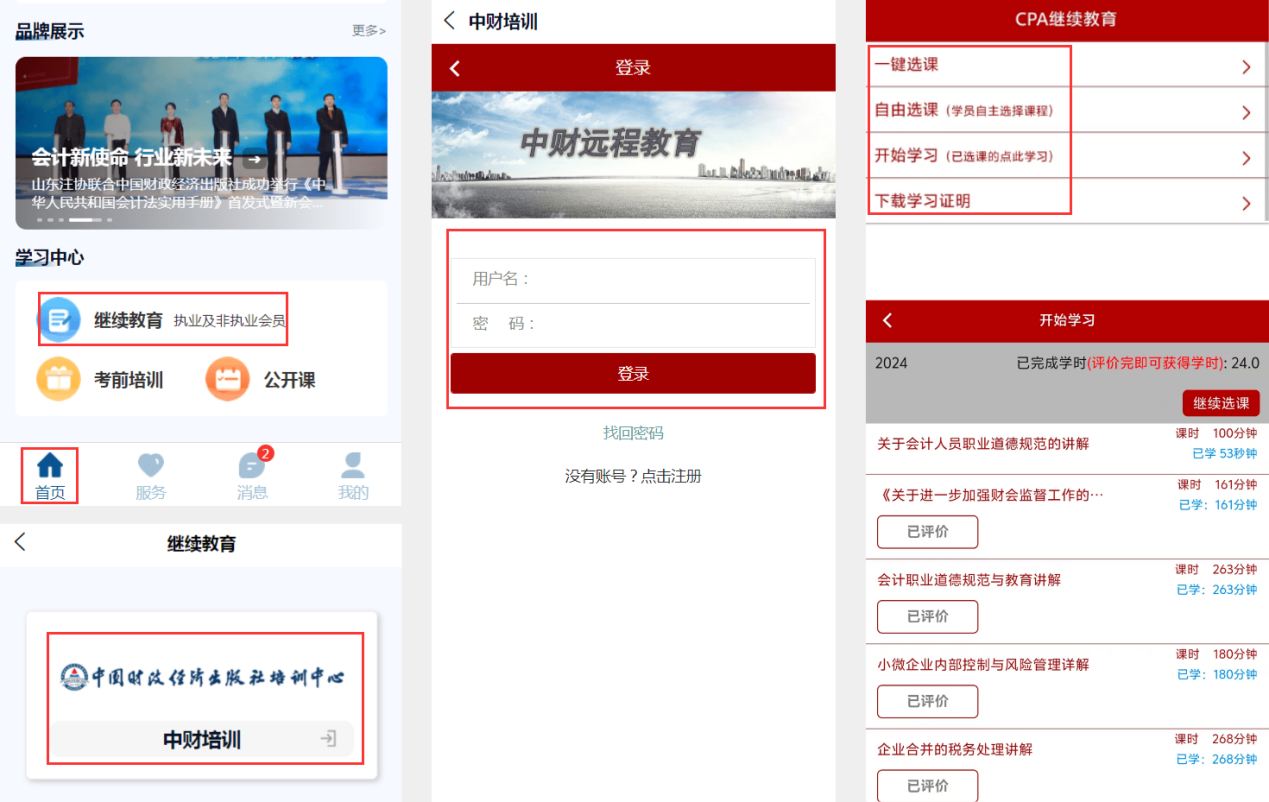 品牌展示
更多>
会计新使命 行业新未来 →
山东注协联合中国财政经济出版社成功举行《中
华人民共和国会计法实用手册》首发式暨新会...
学习中心
继续教育 执业及非执业会员
考前培训
公开课
2
首页
服务
消息
我的
继续教育
中国财政经济出版社培训中心
中财培训
中财培训
登录
中财远程教育
用户名：
密 码：
登录
找回密码
没有账号？点击注册
CPA继续教育
一键选课
自由选课（学员自主选择课程）
开始学习（已选课的点此学习）
下载学习证明
开始学习
2024 已完成学时(评价完即可获得学时): 24.0
继续选课
关于会计人员职业道德规范的讲解
课时 100分钟
已学 53秒钟
《关于进一步加强财会监督工作的…
课时 161分钟
已学：161分钟
已评价
会计职业道德规范与教育讲解
课时 263分钟
已学：263分钟
已评价
小微企业内部控制与风险管理详解
课时 180分钟
已学：180分钟
已评价
企业合并的税务处理讲解
课时 268分钟
已学：268分钟
已评价